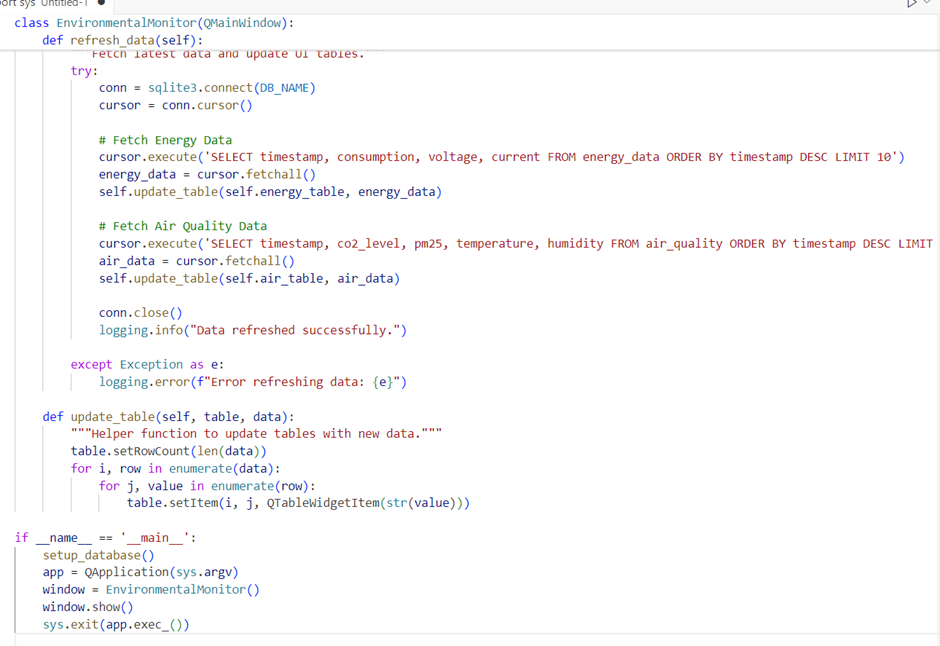 port sys Untitled-1 ●
class EnvironmentalMonitor(QMainWindow):
    def refresh_data(self):
        Fetch latest data and update UI tables.
        try:
            conn = sqlite3.connect(DB_NAME)
            cursor = conn.cursor()

            # Fetch Energy Data
            cursor.execute('SELECT timestamp, consumption, voltage, current FROM energy_data ORDER BY timestamp DESC LIMIT 10')
            energy_data = cursor.fetchall()
            self.update_table(self.energy_table, energy_data)

            # Fetch Air Quality Data
            cursor.execute('SELECT timestamp, co2_level, pm25, temperature, humidity FROM air_quality ORDER BY timestamp DESC LIMIT
            air_data = cursor.fetchall()
            self.update_table(self.air_table, air_data)

            conn.close()
            logging.info("Data refreshed successfully.")

        except Exception as e:
            logging.error(f"Error refreshing data: {e}")

    def update_table(self, table, data):
        """Helper function to update tables with new data."""
        table.setRowCount(len(data))
        for i, row in enumerate(data):
            for j, value in enumerate(row):
                table.setItem(i, j, QTableWidgetItem(str(value)))

if __name__ == '__main__':
    setup_database()
    app = QApplication(sys.argv)
    window = EnvironmentalMonitor()
    window.show()
    sys.exit(app.exec_())